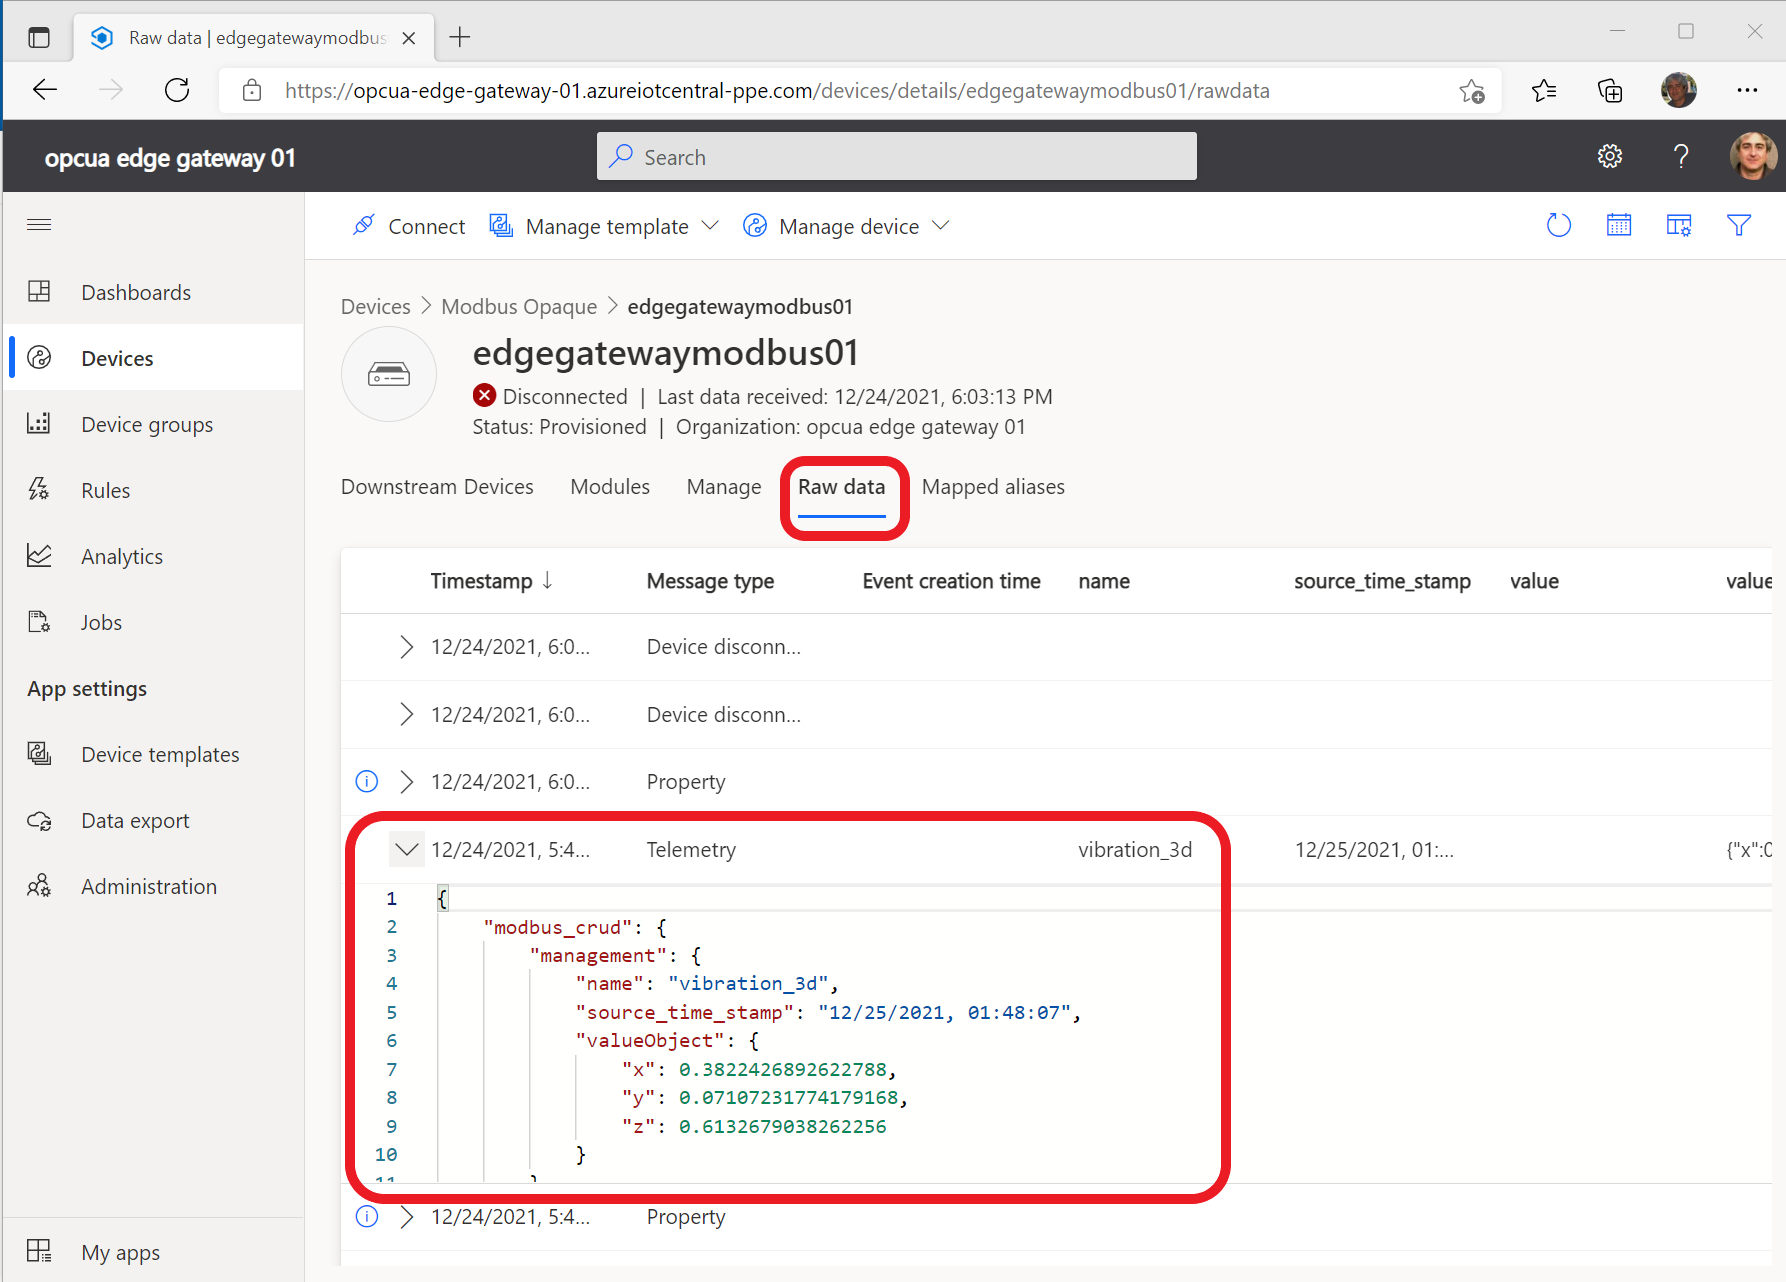 Raw data | edgegatewaymodbus
https://opcua-edge-gateway-01.azureiotcentral-ppe.com/devices/details/edgegatewaymodbus01/rawdata
opcua edge gateway 01
Search
Connect
Manage template
Manage device
Dashboards
Devices
Device groups
Rules
Analytics
Jobs
App settings
Device templates
Data export
Administration
My apps
Devices > Modbus Opaque > edgegatewaymodbus01
edgegatewaymodbus01
Disconnected | Last data received: 12/24/2021, 6:03:13 PM
Status: Provisioned | Organization: opcua edge gateway 01
Downstream Devices Modules Manage Raw data Mapped aliases
Timestamp ↓ Message type Event creation time name source_time_stamp value value
12/24/2021, 6:0... Device disconn...
12/24/2021, 6:0... Device disconn...
12/24/2021, 6:0... Property
12/24/2021, 5:4... Telemetry vibration_3d 12/25/2021, 01:... {"x":0
1 {
2 "modbus_crud": {
3 "management": {
4 "name": "vibration_3d",
5 "source_time_stamp": "12/25/2021, 01:48:07",
6 "valueObject": {
7 "x": 0.3822426892622788,
8 "y": 0.07107231774179168,
9 "z": 0.6132679038262256
10 }
11 }
12/24/2021, 5:4... Property